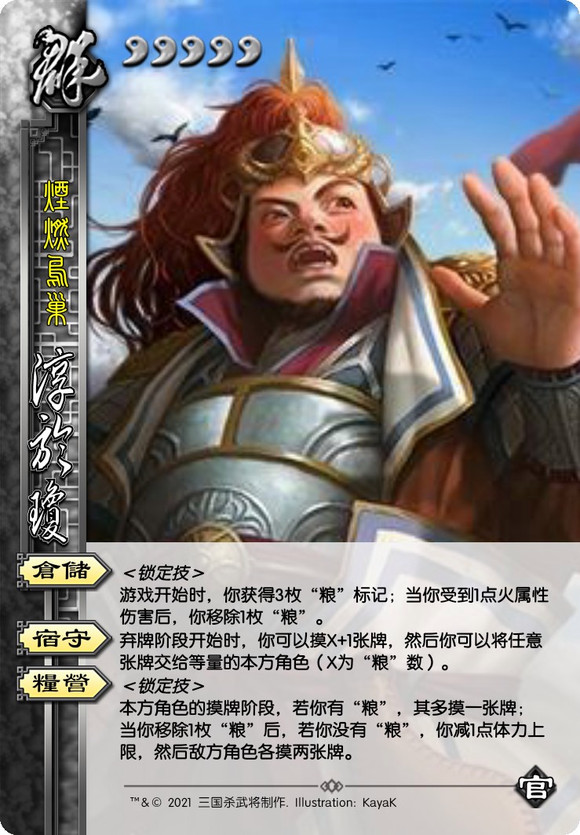 群
煙燃烏巢
淳於瓊
倉儲
<锁定技>
游戏开始时，你获得3枚“粮”标记；当你受到1点火属性
伤害后，你移除1枚“粮”。
宿守
弃牌阶段开始时，你可以摸X+1张牌，然后你可以将任意
张牌交给等量的本方角色（X为“粮”数）。
糧營
<锁定技>
本方角色的摸牌阶段，若你有“粮”，其多摸一张牌；
当你移除1枚“粮”后，若你没有“粮”，你减1点体力上
限，然后敌方角色各摸两张牌。
官
™&© 2021 三国杀武将制作. Illustration: KayaK